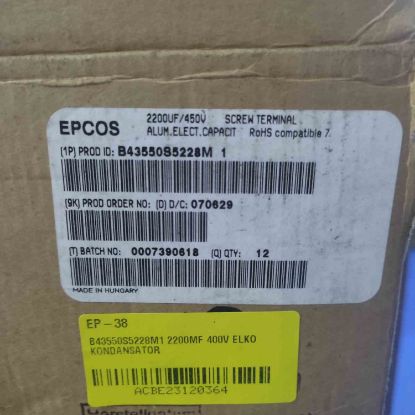 EPCOS
2200UF/450V SCREW TERMINAL
ALUM.ELECT.CAPACIT RoHS compatible 7.
(1P) PROD ID: B43550S5228M 1
(9K) PROD ORDER NO: (D) D/C: 070629
(T) BATCH NO: 0007390618 (Q) QTY: 12
MADE IN HUNGARY
EP-38
B43550S5228M1 2200MF 400V ELKO
KONDANSATOR
ACBE23120364